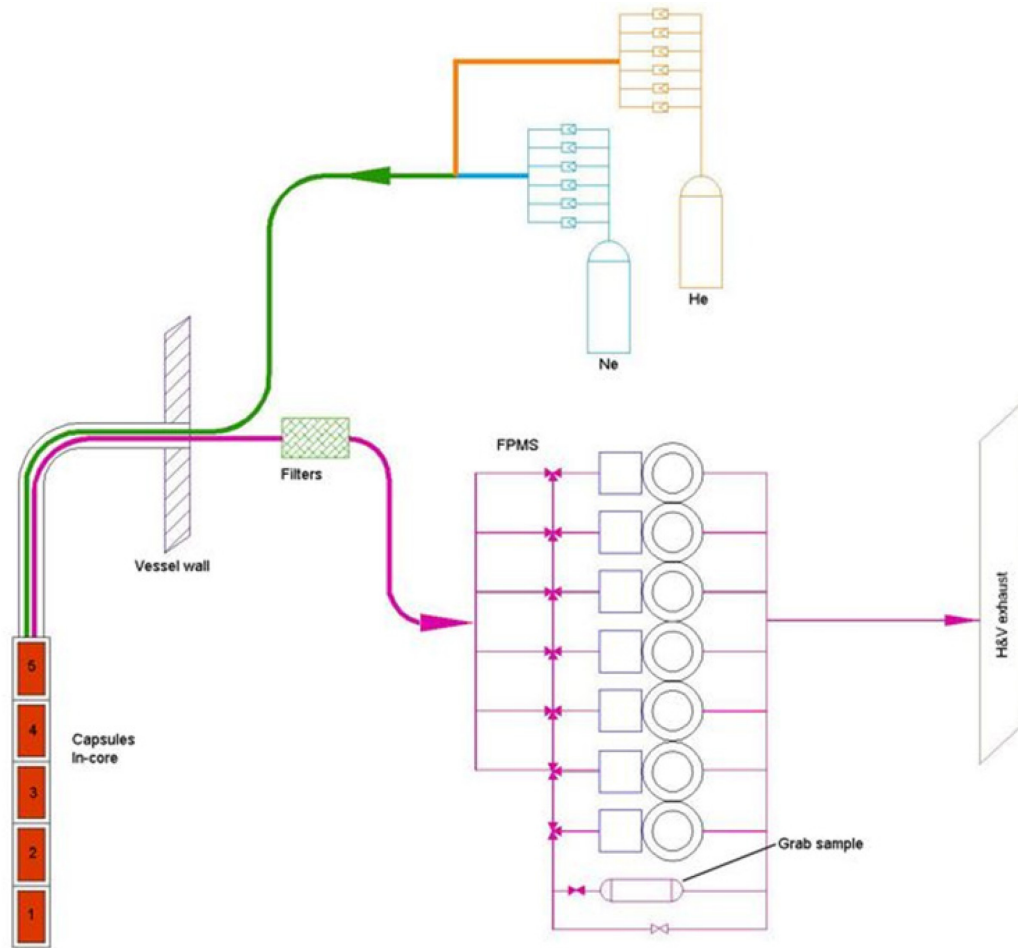 He
Ne
Vessel wall
Filters
FPMS
H&V exhaust
5
4
3
2
1
Capsules
In-core
Grab sample